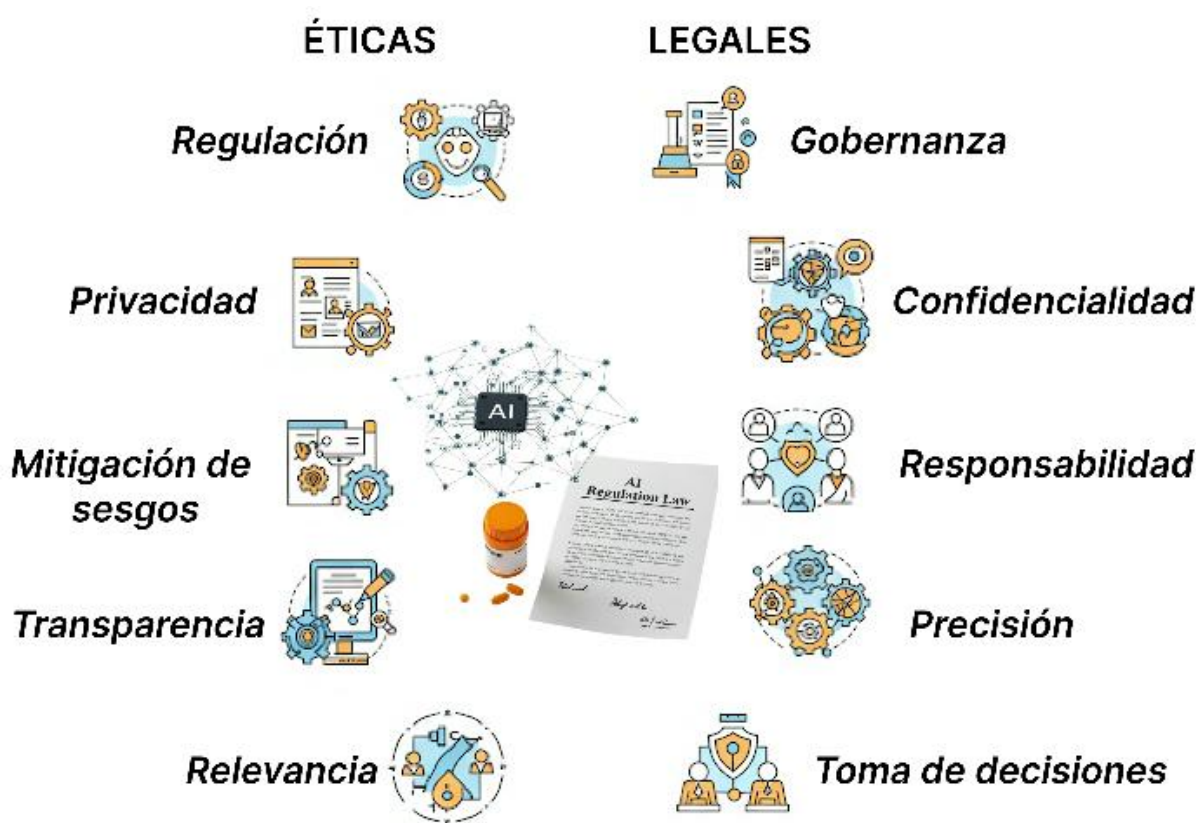 ÉTICAS LEGALES
Regulación Gobernanza
Privacidad Confidencialidad
AI
Mitigación de
sesgos
Responsabilidad
AI
Regulation Law
Transparencia Precisión
Relevancia Toma de decisiones